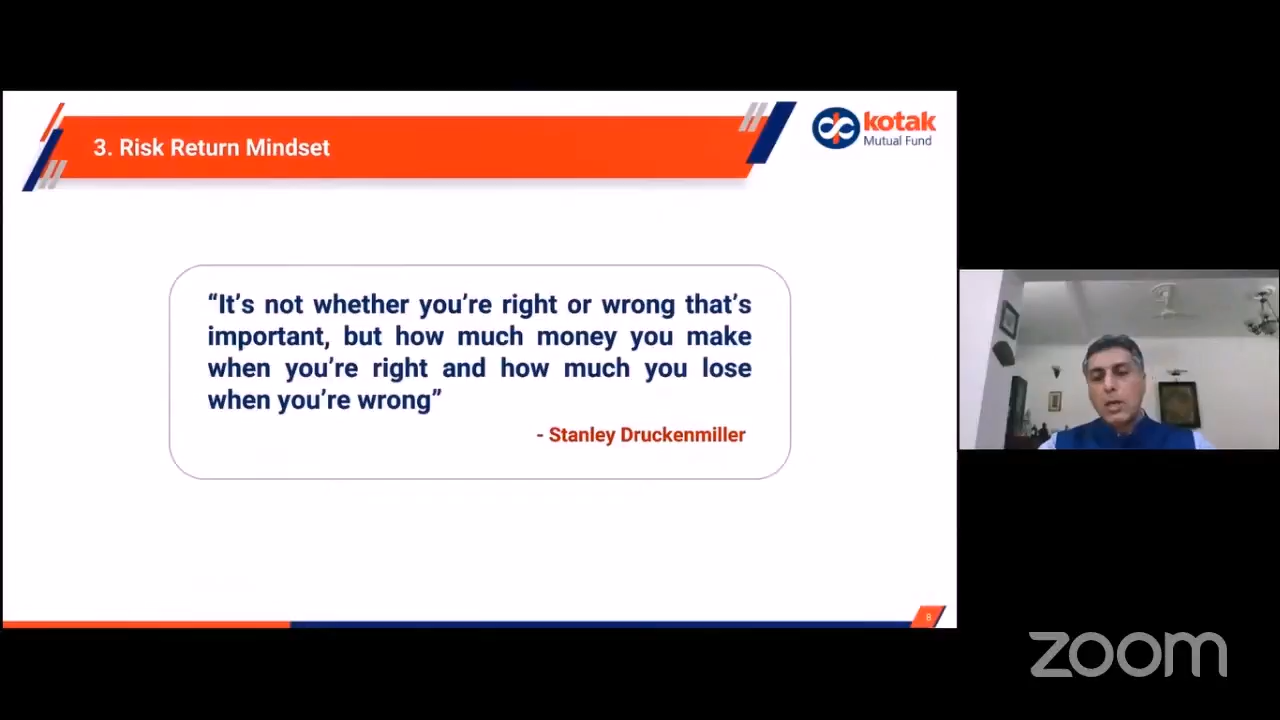 3. Risk Return Mindset
kotak
Mutual Fund
“It’s not whether you’re right or wrong that’s
important, but how much money you make
when you’re right and how much you lose
when you’re wrong”
- Stanley Druckenmiller
8
zoom